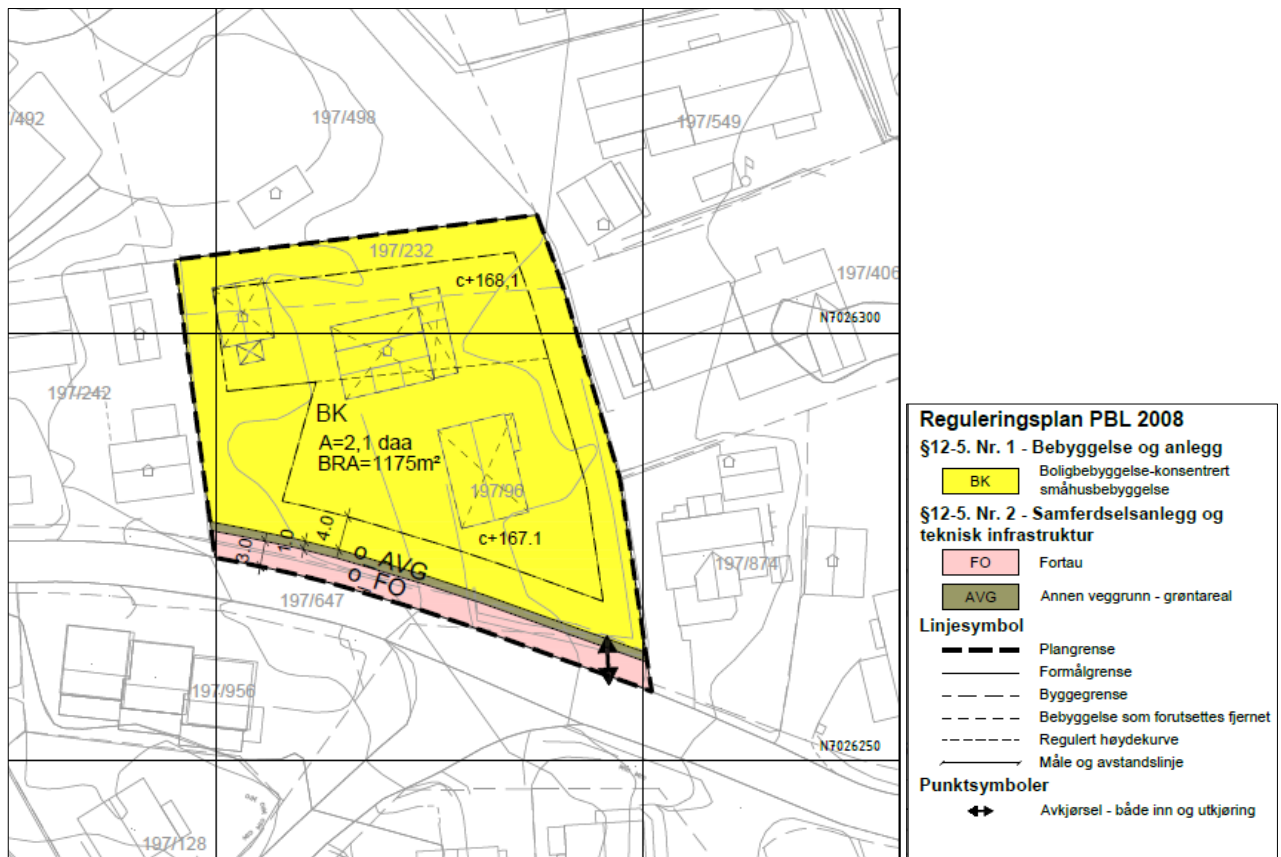 /492
197/498
197/549
197/232
197/406
c+168,1
N7026300
197/242
BK
A=2,1 daa
BRA=1175m²
197/96
c+167.1
3.0
1.0
4.0
o AVG
o FO
197/874
197/647
197/956
N7026250
197/128
Reguleringsplan PBL 2008
§12-5. Nr. 1 - Bebyggelse og anlegg
BK
Boligbebyggelse-konsentrert
småhusbebyggelse
§12-5. Nr. 2 - Samferdselsanlegg og
teknisk infrastruktur
FO
Fortau
AVG
Annen veggrunn - grøntareal
Linjesymbol
Plangrense
Formålgrense
Byggegrense
Bebyggelse som forutsettes fjernet
Regulert høydekurve
Måle og avstandslinje
Punktsymboler
Avkjørsel - både inn og utkjøring